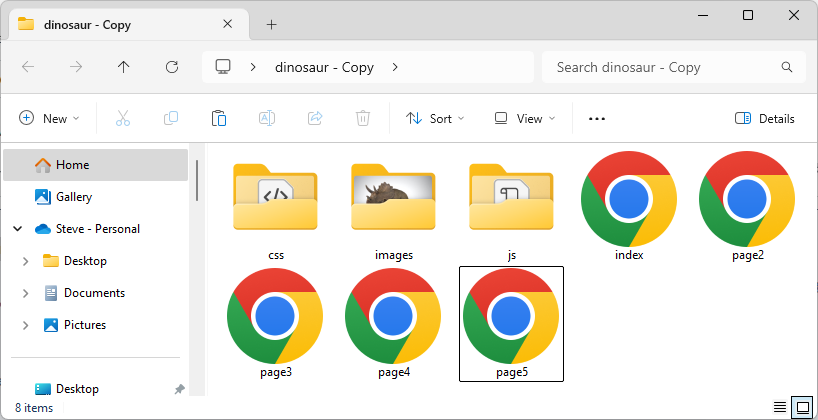 dinosaur - Copy
dinosaur - Copy
Search dinosaur - Copy
New
Sort
View
Details
Home
Gallery
Steve - Personal
Desktop
Documents
Pictures
Desktop
css
images
js
index
page2
page3
page4
page5
8 items